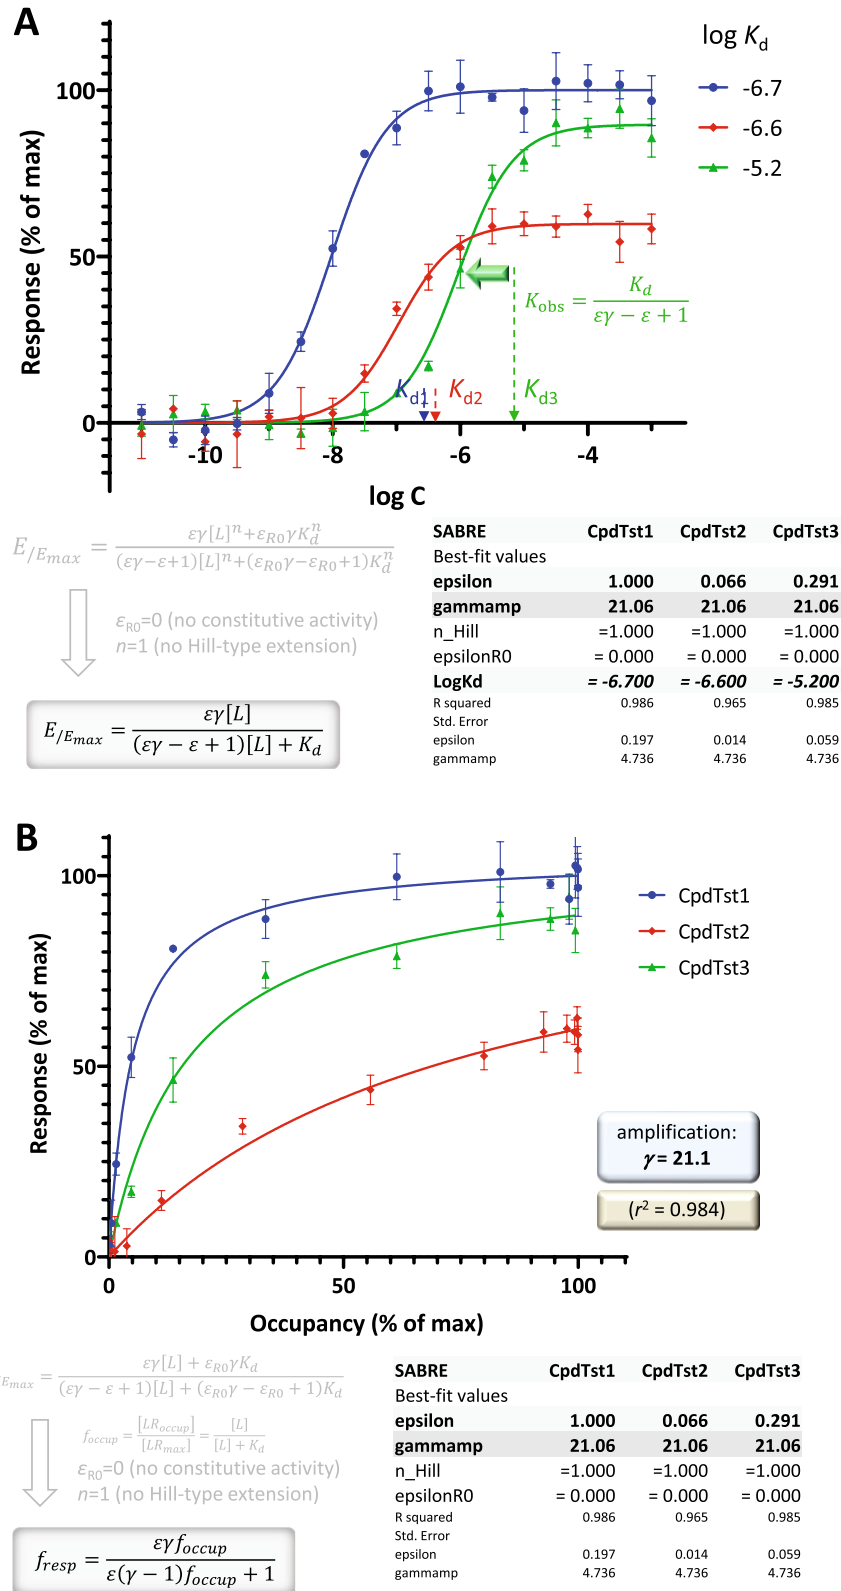 A
log Kd
-6.7
-6.6
-5.2
Response (% of max)
100
50
0
Kobs = Kd / (εγ − ε + 1)
Kd1
Kd2
Kd3
-10
-8
-6
-4
log C
E/Emax = (εγ[L]^n + εR0γKd^n) / ((εγ−ε+1)[L]^n + (εR0γ−εR0+1)Kd^n)
εR0=0 (no constitutive activity)
n=1 (no Hill-type extension)
E/Emax = εγ[L] / ((εγ − ε + 1)[L] + Kd)
SABRE CpdTst1 CpdTst2 CpdTst3
Best-fit values
epsilon 1.000 0.066 0.291
gammamp 21.06 21.06 21.06
n_Hill =1.000 =1.000 =1.000
epsilonR0 = 0.000 = 0.000 = 0.000
LogKd = -6.700 = -6.600 = -5.200
R squared 0.986 0.965 0.985
Std. Error
epsilon 0.197 0.014 0.059
gammamp 4.736 4.736 4.736
B
Response (% of max)
100
50
0
CpdTst1
CpdTst2
CpdTst3
amplification:
γ = 21.1
(r² = 0.984)
0
50
100
Occupancy (% of max)
Emax = (εγ[L] + εR0γKd) / ((εγ − ε + 1)[L] + (εR0γ − εR0 + 1)Kd)
foccup = [LRoccup] / [LRmax] = [L] / ([L] + Kd)
εR0=0 (no constitutive activity)
n=1 (no Hill-type extension)
fresp = εγfoccup / (ε(γ − 1)foccup + 1)
SABRE CpdTst1 CpdTst2 CpdTst3
Best-fit values
epsilon 1.000 0.066 0.291
gammamp 21.06 21.06 21.06
n_Hill =1.000 =1.000 =1.000
epsilonR0 = 0.000 = 0.000 = 0.000
R squared 0.986 0.965 0.985
Std. Error
epsilon 0.197 0.014 0.059
gammamp 4.736 4.736 4.736